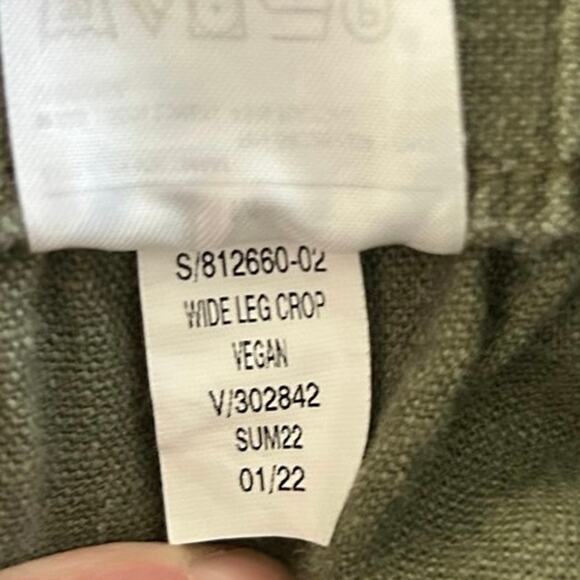 S/812660-02
WIDE LEG CROP
VEGAN
V/302842
SUM22
01/22